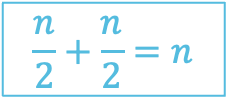 n/2 + n/2 = n